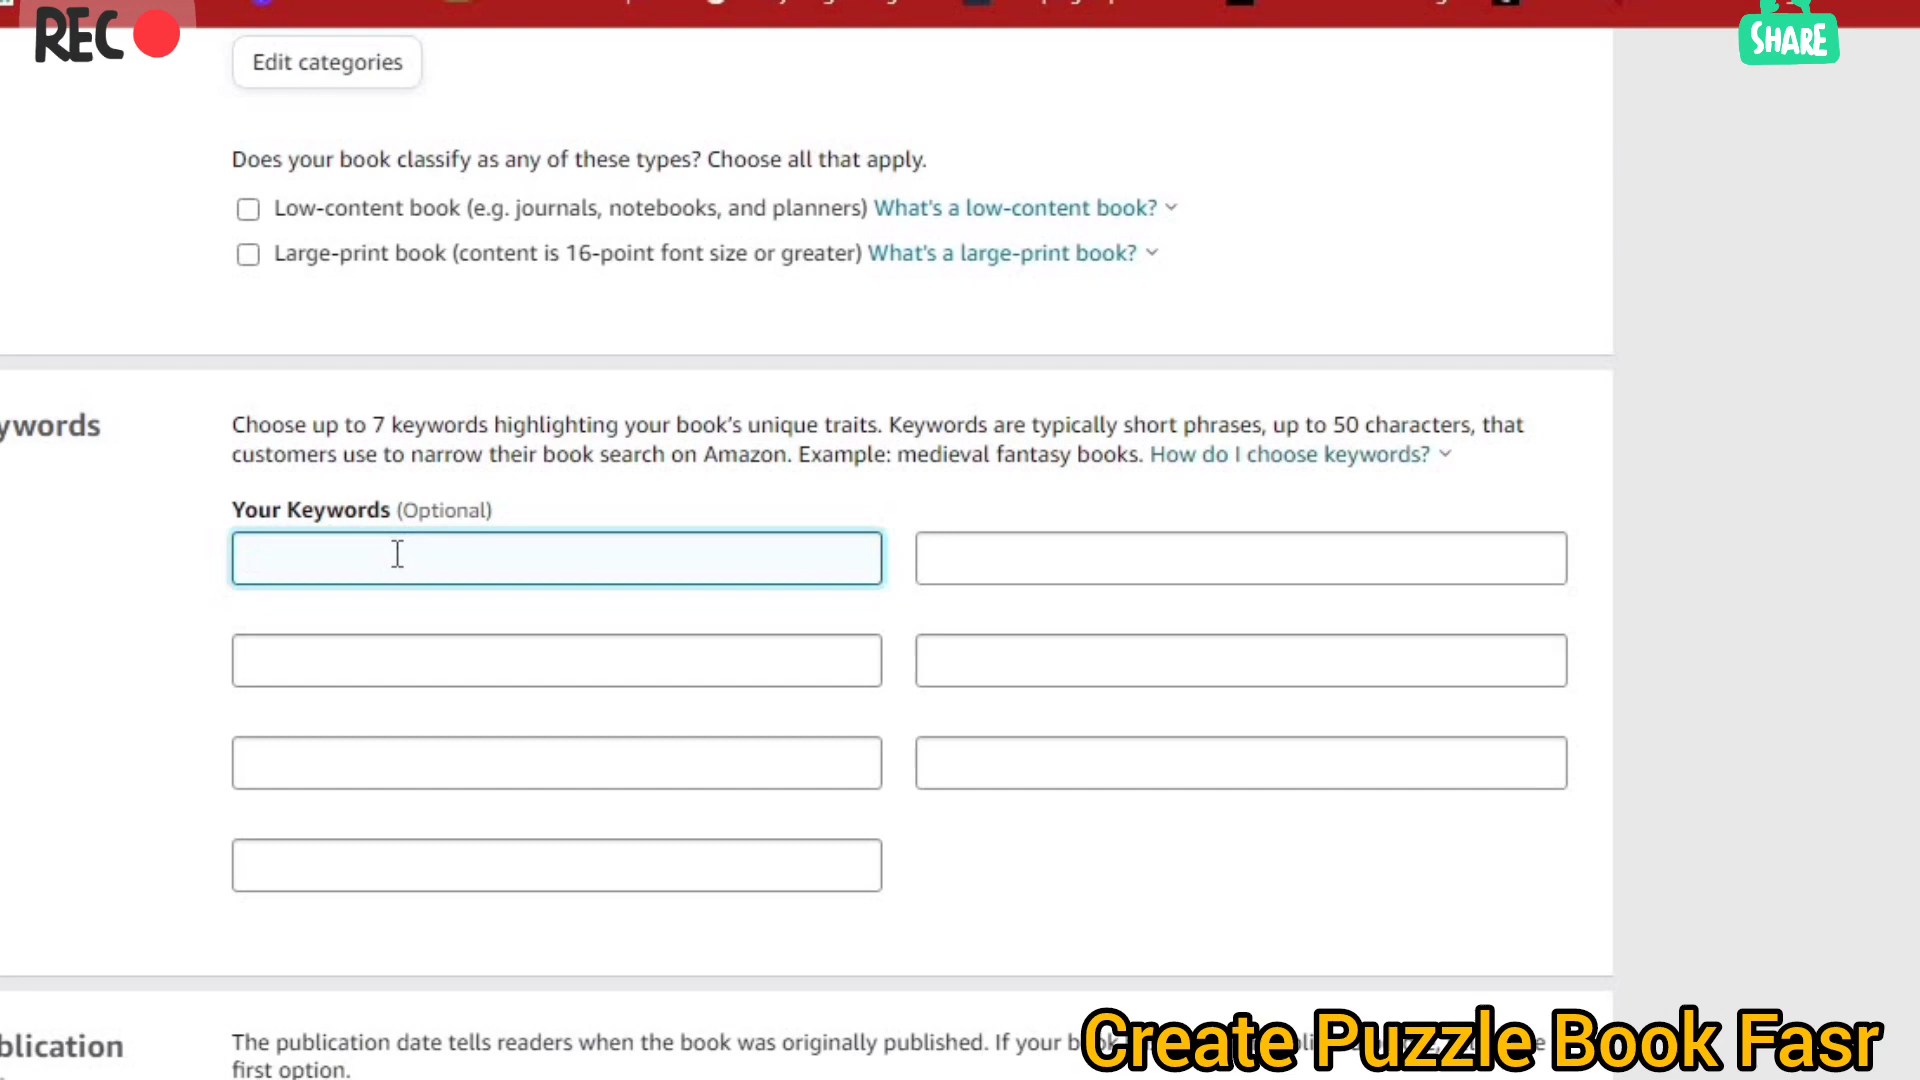 REC
SHARE
Edit categories
Does your book classify as any of these types? Choose all that apply.
Low-content book (e.g. journals, notebooks, and planners) What's a low-content book?
Large-print book (content is 16-point font size or greater) What's a large-print book?
ywords
Choose up to 7 keywords highlighting your book’s unique traits. Keywords are typically short phrases, up to 50 characters, that
customers use to narrow their book search on Amazon. Example: medieval fantasy books. How do I choose keywords?
Your Keywords (Optional)
blication
The publication date tells readers when the book was originally published. If your
first option.
Create Puzzle Book Fasr